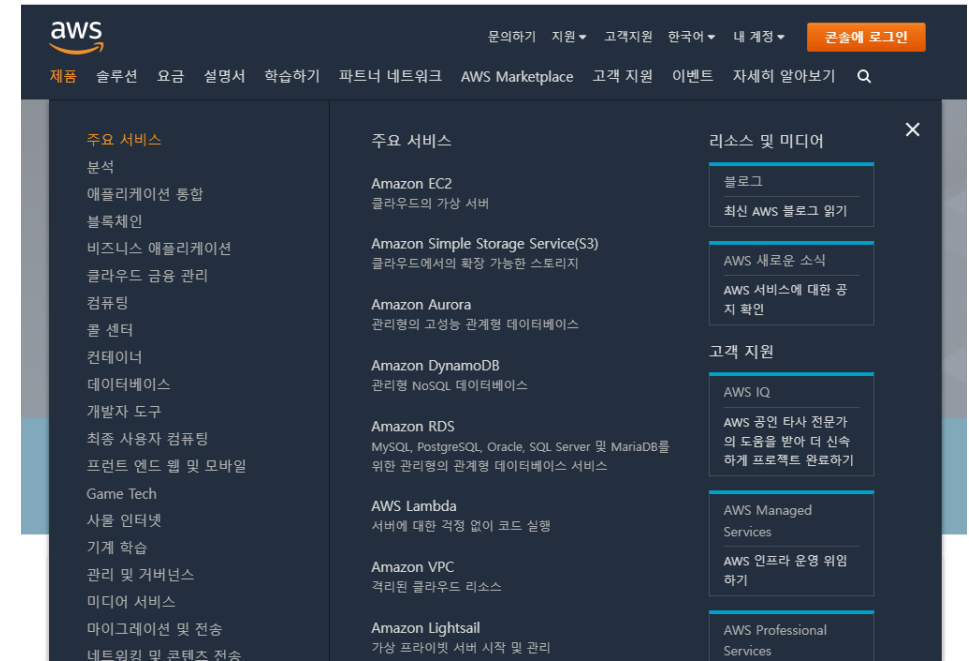 aws
문의하기 지원 고객지원 한국어 내 계정 콘솔에 로그인
제품 솔루션 요금 설명서 학습하기 파트너 네트워크 AWS Marketplace 고객 지원 이벤트 자세히 알아보기
주요 서비스
분석
애플리케이션 통합
블록체인
비즈니스 애플리케이션
클라우드 금융 관리
컴퓨팅
콜 센터
컨테이너
데이터베이스
개발자 도구
최종 사용자 컴퓨팅
프런트 엔드 웹 및 모바일
Game Tech
사물 인터넷
기계 학습
관리 및 거버넌스
미디어 서비스
마이그레이션 및 전송
네트워킹 및 콘텐츠 전송
주요 서비스
Amazon EC2
클라우드의 가상 서버
Amazon Simple Storage Service(S3)
클라우드에서의 확장 가능한 스토리지
Amazon Aurora
관리형의 고성능 관계형 데이터베이스
Amazon DynamoDB
관리형 NoSQL 데이터베이스
Amazon RDS
MySQL, PostgreSQL, Oracle, SQL Server 및 MariaDB를
위한 관리형의 관계형 데이터베이스 서비스
AWS Lambda
서버에 대한 걱정 없이 코드 실행
Amazon VPC
격리된 클라우드 리소스
Amazon Lightsail
가상 프라이빗 서버 시작 및 관리
리소스 및 미디어
블로그
최신 AWS 블로그 읽기
AWS 새로운 소식
AWS 서비스에 대한 공
지 확인
고객 지원
AWS IQ
AWS 공인 타사 전문가
의 도움을 받아 더 신속
하게 프로젝트 완료하기
AWS Managed
Services
AWS 인프라 운영 위임
하기
AWS Professional
Services